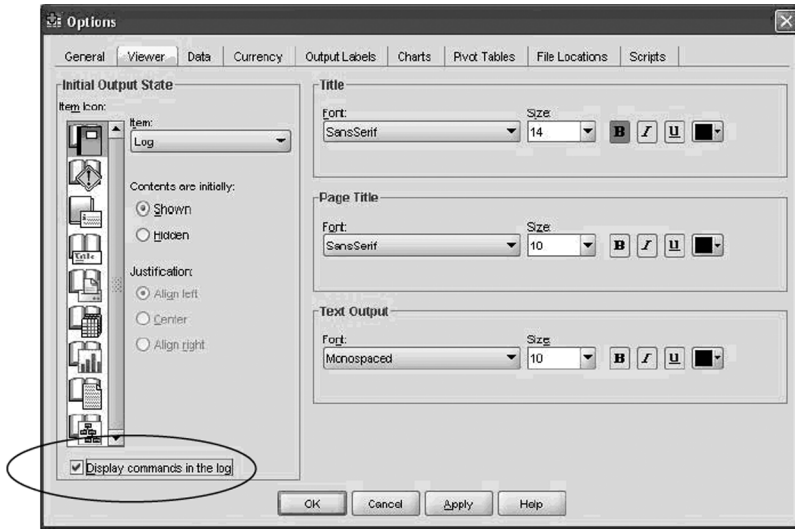 Options
General Viewer Data Currency Output Labels Charts Pivot Tables File Locations Scripts
Initial Output State
Item Icon:
Item:
Log
Title
Contents are initially:
Shown
Hidden
Justification:
Align left
Center
Align right
Display commands in the log
Title
Font: Size:
SansSerif 14 B I U
Page Title
Font: Size:
SansSerif 10 B I U
Text Output
Font: Size:
Monospaced 10 B I U
OK Cancel Apply Help